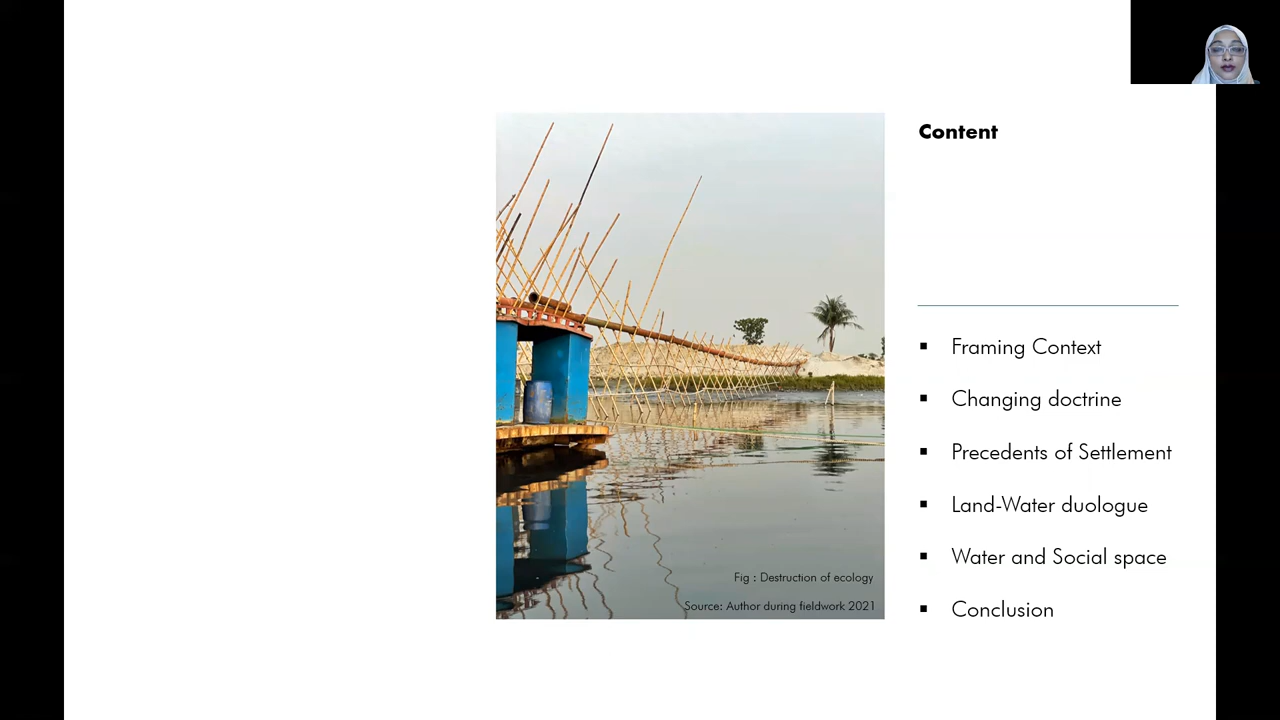 Content
Framing Context
Changing doctrine
Precedents of Settlement
Land-Water duologue
Water and Social space
Conclusion
Fig : Destruction of ecology
Source: Author during fieldwork 2021